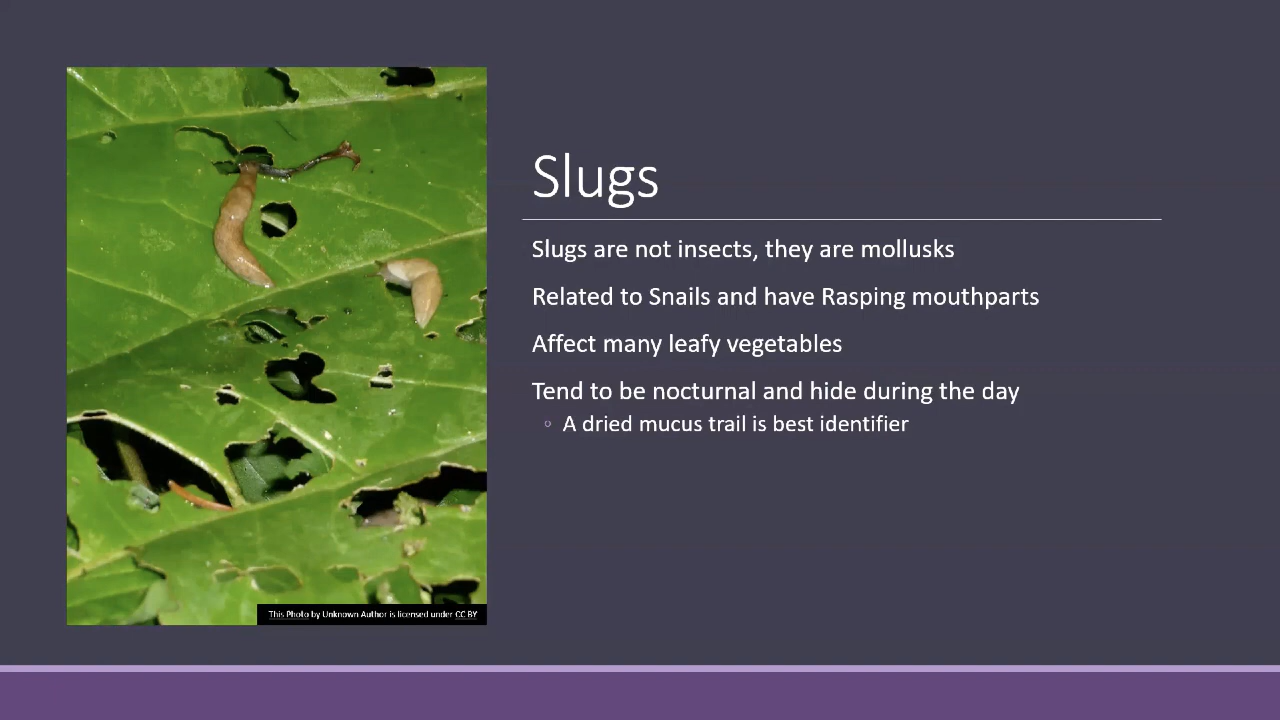 Slugs
Slugs are not insects, they are mollusks
Related to Snails and have Rasping mouthparts
Affect many leafy vegetables
Tend to be nocturnal and hide during the day
◦ A dried mucus trail is best identifier
This Photo by Unknown Author is licensed under CC BY